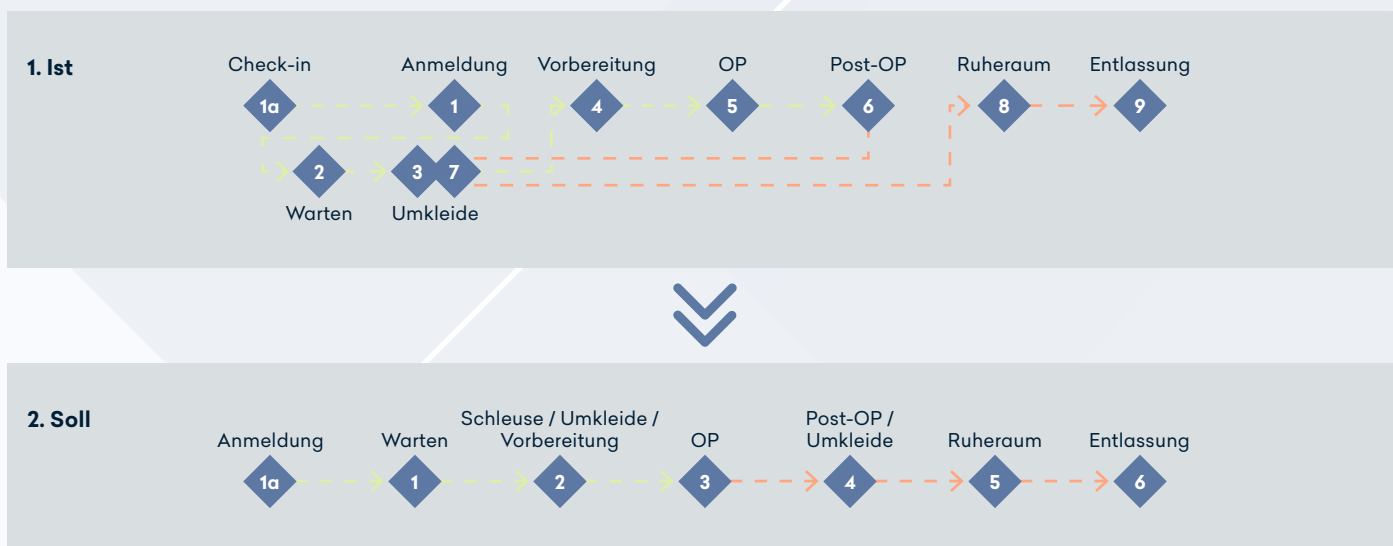 1. Ist
Check-in Anmeldung Vorbereitung OP Post-OP Ruheraum Entlassung
1a 1 4 5 6 8 9
2 3 7
Warten Umkleide
2. Soll
Schleuse / Umkleide / Post-OP /
Anmeldung Warten Vorbereitung OP Umkleide Ruheraum Entlassung
1a 1 2 3 4 5 6